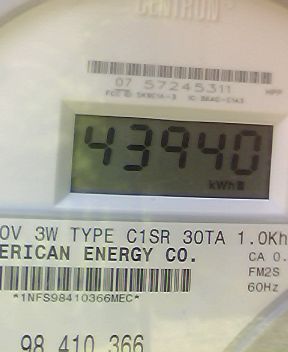 CENTRON
07 57245311
43940
kWh
0V 3W TYPE C1SR 30TA 1.0Kh
ERICAN ENERGY CO.
CA 0.
FM2S
60Hz
*1NFS98410366MEC*
98 410 366